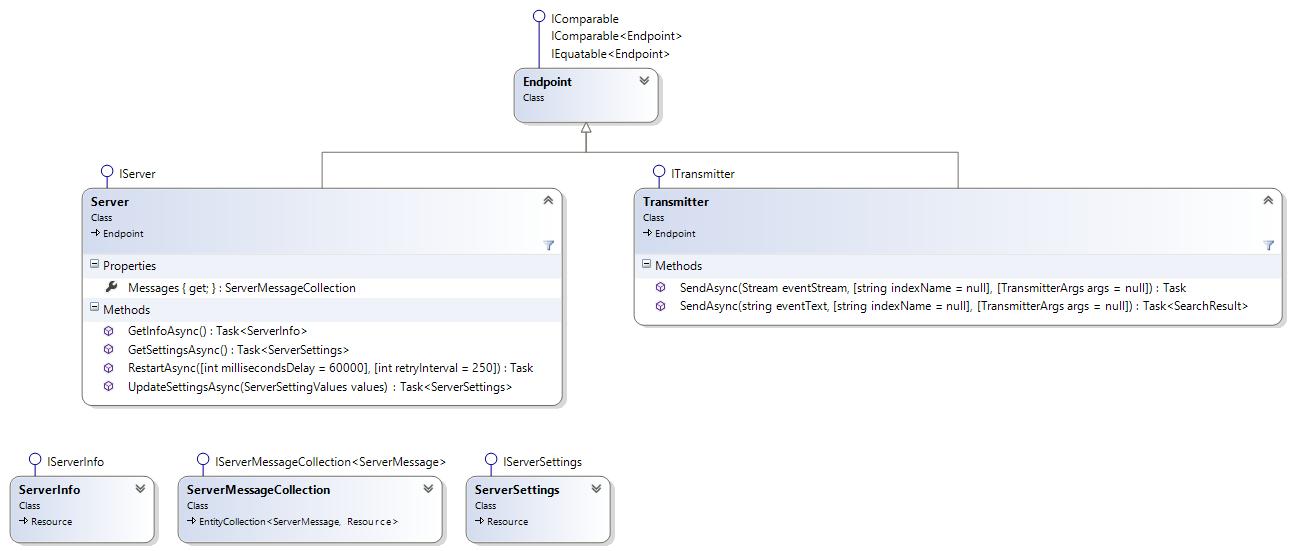 IComparable
IComparable<Endpoint>
IEquatable<Endpoint>
Endpoint
Class
IServer
Server
Class
Endpoint
Properties
Messages { get; } : ServerMessageCollection
Methods
GetInfoAsync() : Task<ServerInfo>
GetSettingsAsync() : Task<ServerSettings>
RestartAsync([int millisecondsDelay = 60000], [int retryInterval = 250]) : Task
UpdateSettingsAsync(ServerSettingValues values) : Task<ServerSettings>
ITransmitter
Transmitter
Class
Endpoint
Methods
SendAsync(Stream eventStream, [string indexName = null], [TransmitterArgs args = null]) : Task
SendAsync(string eventText, [string indexName = null], [TransmitterArgs args = null]) : Task<SearchResult>
IServerInfo
ServerInfo
Class
Resource
IServerMessageCollection<ServerMessage>
ServerMessageCollection
Class
EntityCollection<ServerMessage, Resource>
IServerSettings
ServerSettings
Class
Resource